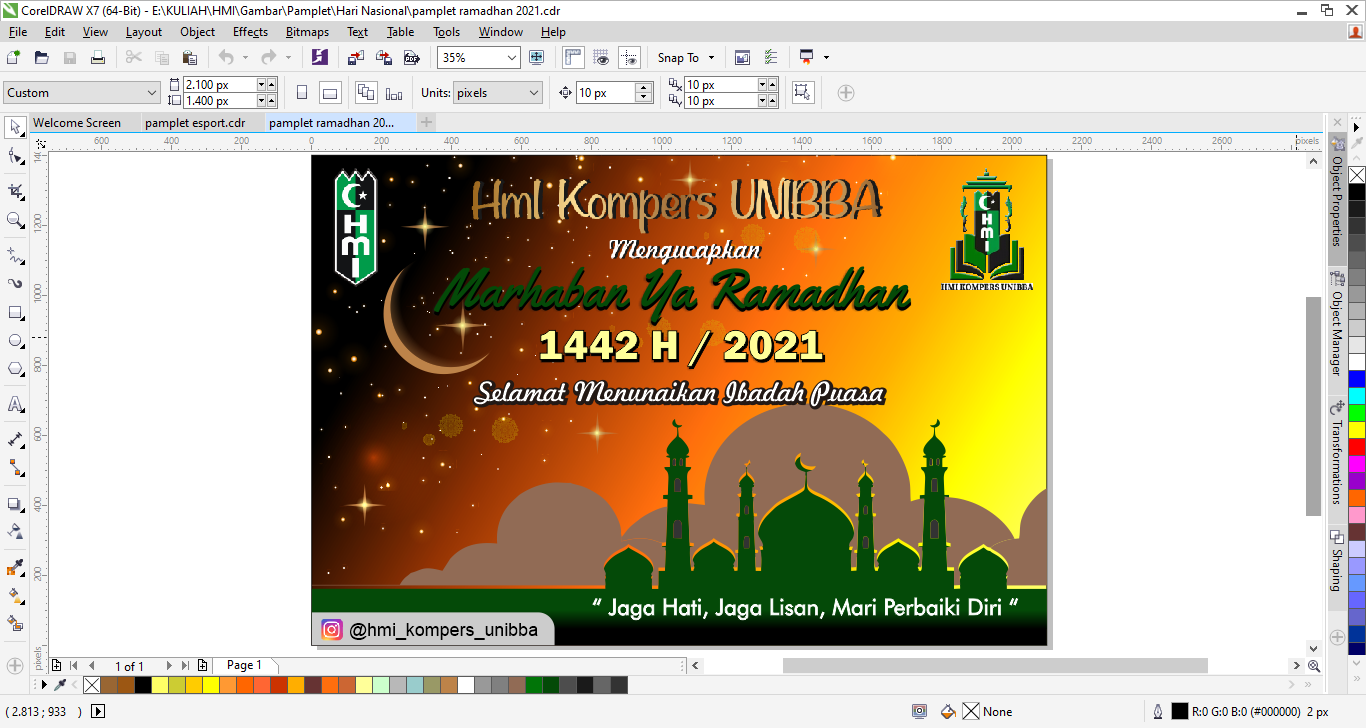 CorelDRAW X7 (64-Bit) - E:\KULIAH\HMI\Gambar\Pamplet\Hari Nasional\pamplet ramadhan 2021.cdr
File Edit View Layout Object Effects Bitmaps Text Table Tools Window Help
PDF 35% Snap To
Custom 2.100 px 1.400 px Units: pixels 10 px 10 px 10 px
Welcome Screen pamplet esport.cdr pamplet ramadhan 20...
600 400 200 0 200 400 600 800 1000 1200 1400 1600 1800 2000 2200 2400 2600 pixels
1200
1000
800
600
400
200
pixels
HMI
HmI Kompers UNIBBA
Mengucapkan
Marhaban Ya Ramadhan
1442 H / 2021
Selamat Menunaikan Ibadah Puasa
HMI
HMI KOMPERS UNIBBA
“ Jaga Hati, Jaga Lisan, Mari Perbaiki Diri “
@hmi_kompers_unibba
Object Properties
Object Manager
Transformations
Shaping
1 of 1 Page 1
( 2.813 ; 933 ) None R:0 G:0 B:0 (#000000) 2 px